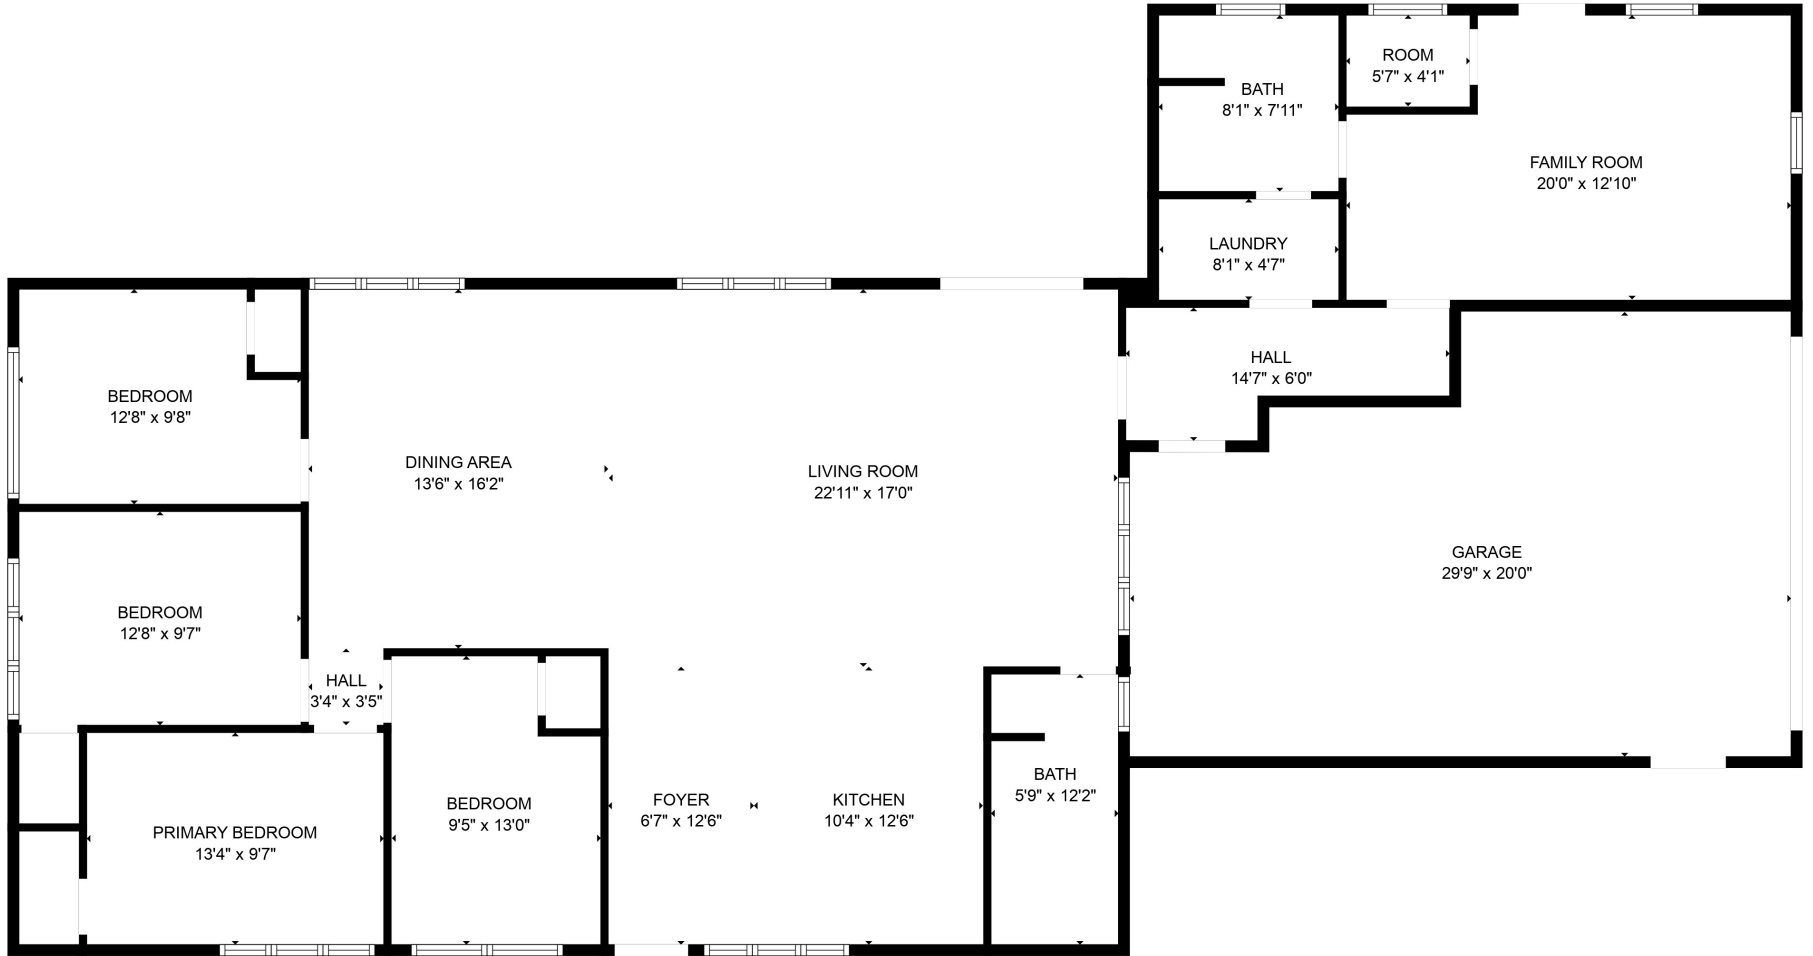 ROOM
5'7" x 4'1"
BATH
8'1" x 7'11"
FAMILY ROOM
20'0" x 12'10"
LAUNDRY
8'1" x 4'7"
HALL
14'7" x 6'0"
BEDROOM
12'8" x 9'8"
DINING AREA
13'6" x 16'2"
LIVING ROOM
22'11" x 17'0"
GARAGE
29'9" x 20'0"
BEDROOM
12'8" x 9'7"
HALL
3'4" x 3'5"
BATH
5'9" x 12'2"
FOYER
6'7" x 12'6"
KITCHEN
10'4" x 12'6"
BEDROOM
9'5" x 13'0"
PRIMARY BEDROOM
13'4" x 9'7"